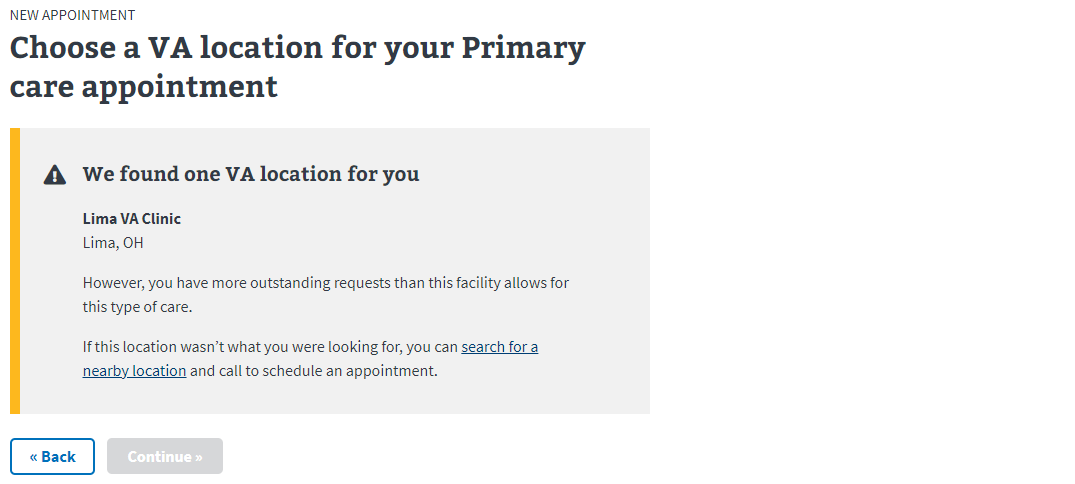 NEW APPOINTMENT
Choose a VA location for your Primary
care appointment
We found one VA location for you
Lima VA Clinic
Lima, OH
However, you have more outstanding requests than this facility allows for
this type of care.
If this location wasn’t what you were looking for, you can search for a
nearby location and call to schedule an appointment.
« Back
Continue »